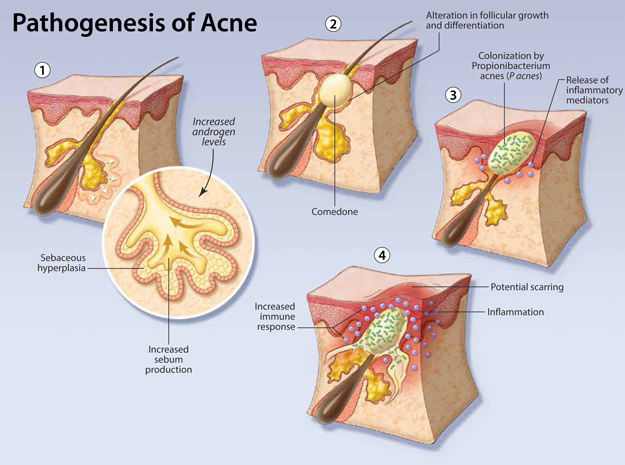 Pathogenesis of Acne
1
Increased
androgen
levels
Sebaceous
hyperplasia
Increased
sebum
production
2
Alteration in follicular growth
and differentiation
Comedone
3
Colonization by
Propionibacterium
acnes (P acnes)
Release of
inflammatory
mediators
4
Potential scarring
Increased
immune
response
Inflammation